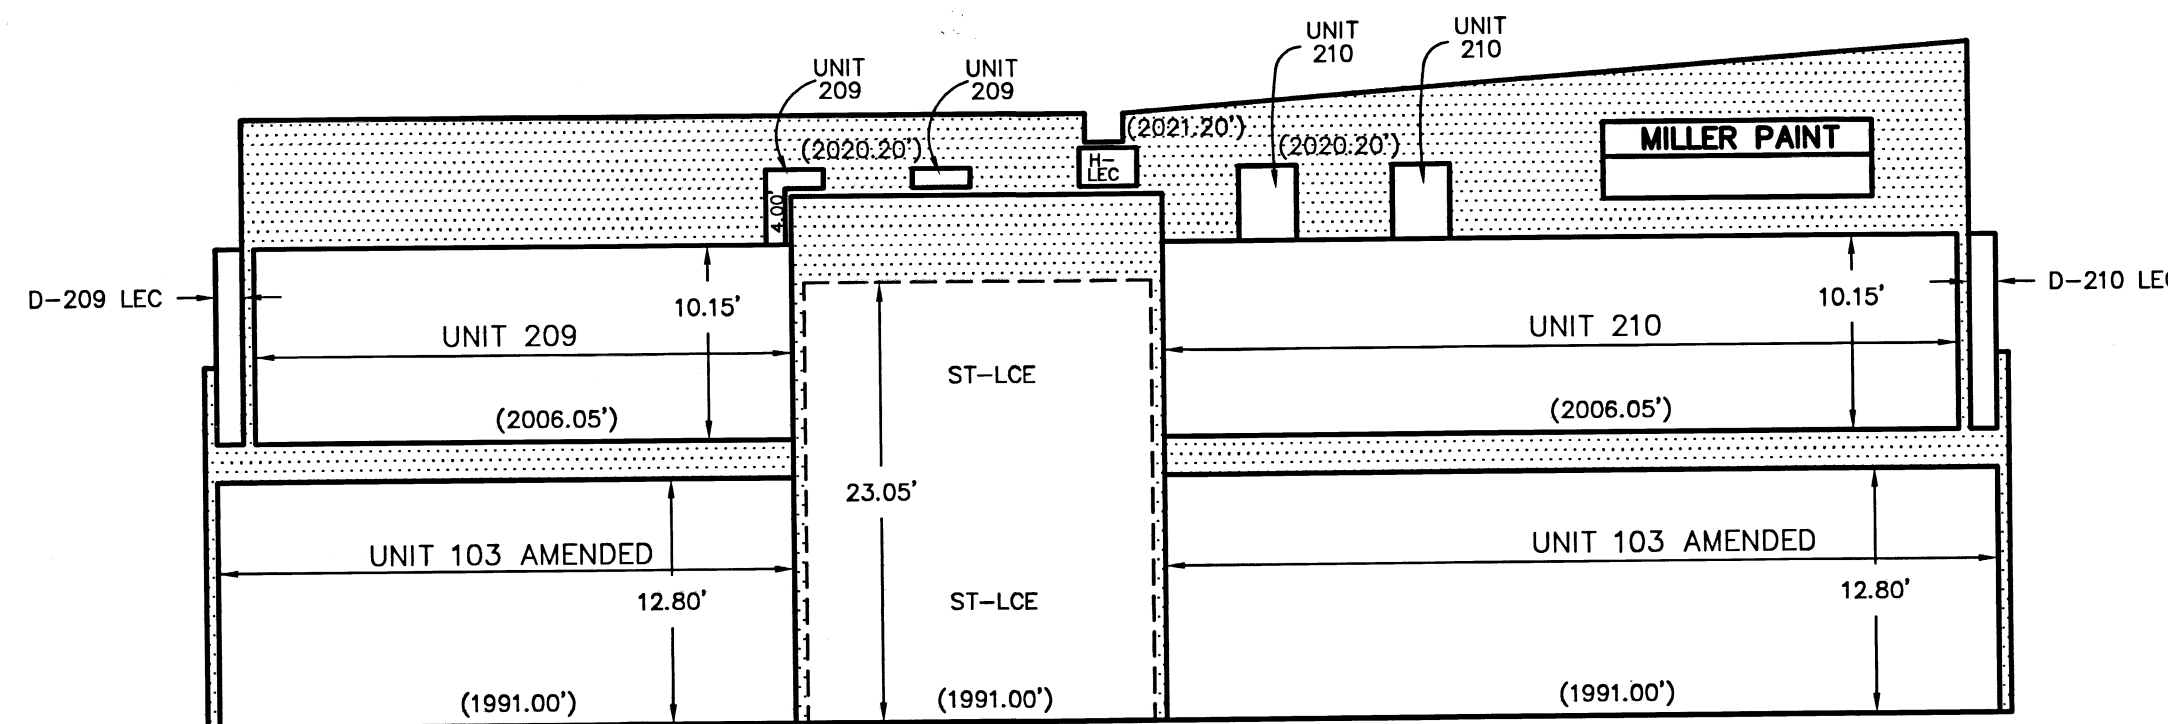 UNIT
209
UNIT
209
UNIT
210
UNIT
210
(2020.20')
(2021.20')
(2020.20')
MILLER PAINT
H-
LEC
4.00'
D-209 LEC
10.15'
UNIT 209
(2006.05')
ST-LCE
10.15'
UNIT 210
(2006.05')
D-210 LEC
23.05'
UNIT 103 AMENDED
12.80'
(1991.00')
ST-LCE
(1991.00')
UNIT 103 AMENDED
12.80'
(1991.00')